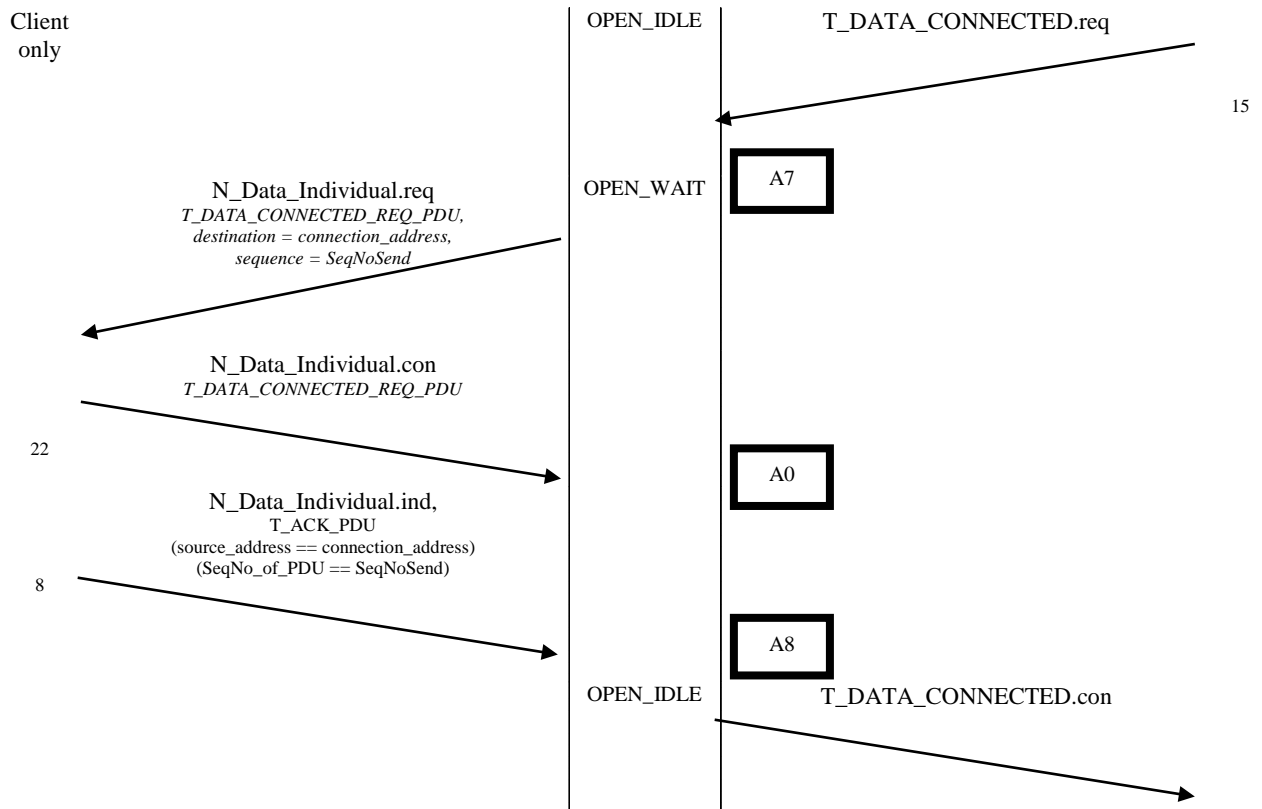 Client
only
OPEN_IDLE
T_DATA_CONNECTED.req
15
A7
OPEN_WAIT
N_Data_Individual.req
T_DATA_CONNECTED_REQ_PDU,
destination = connection_address,
sequence = SeqNoSend
N_Data_Individual.con
T_DATA_CONNECTED_REQ_PDU
22
A0
N_Data_Individual.ind,
T_ACK_PDU
(source_address == connection_address)
(SeqNo_of_PDU == SeqNoSend)
8
A8
OPEN_IDLE
T_DATA_CONNECTED.con